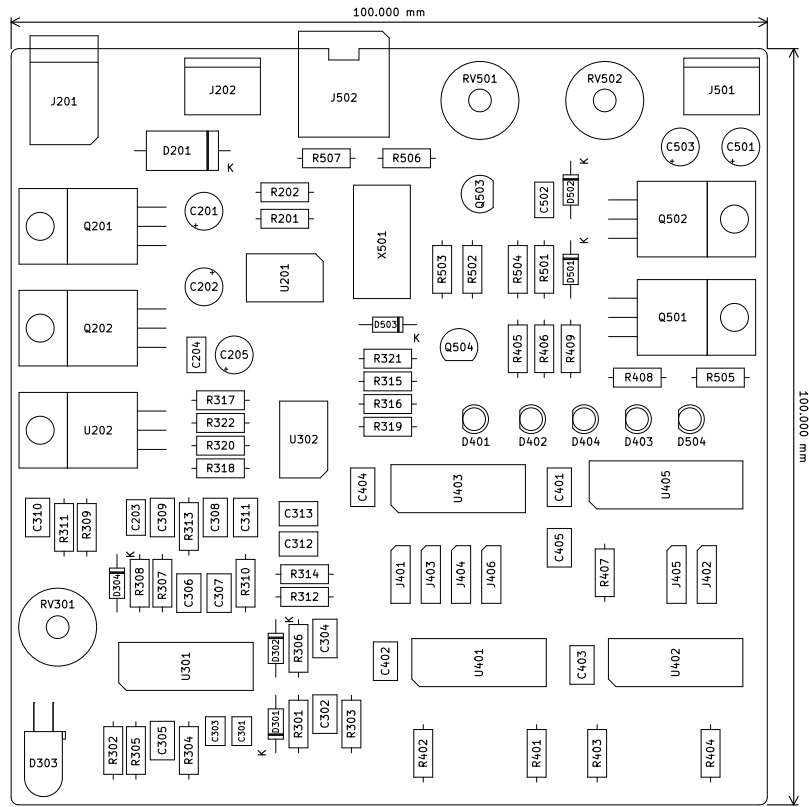 100.000 mm
J201
J202
J502
RV501
RV502
J501
D201
K
R507
R506
C503
+
C501
+
K
D502
C502
Q503
R202
R201
C201
+
Q201
Q502
X501
K
D501
R503
R502
R504
R501
U201
C202
+
Q202
Q501
D503
K
C204
C205
+
Q504
R405
R406
R409
R321
R315
R316
R319
R408
R505
R317
R322
R320
R318
U202
U302
D401
D402
D404
D403
D504
100.000 mm
C404
U403
C401
U405
C310
R311
R309
C203
C309
R313
C308
C311
C313
C312
C405
K
D304
R308
R307
C306
C307
R310
R314
R312
J401
J403
J404
J406
R407
J405
J402
RV301
K
D302
R306
C304
U301
C402
U401
C403
U402
D303
R302
R305
C305
R304
C303
C301
D301
K
R301
C302
R303
R402
R401
R403
R404